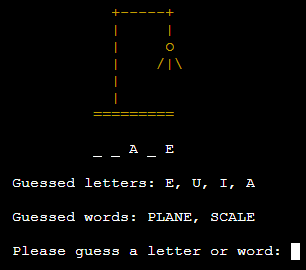 _ _ A _ E
Guessed letters: E, U, I, A
Guessed words: PLANE, SCALE
Please guess a letter or word: